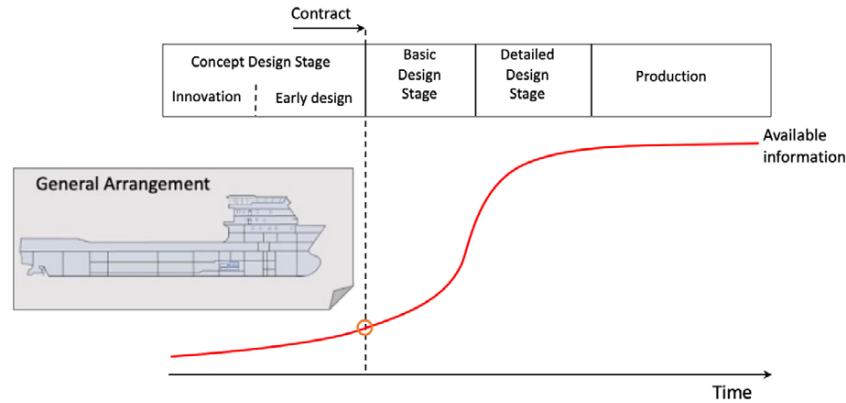 Contract
Concept Design Stage
Innovation
Early design
Basic
Design
Stage
Detailed
Design
Stage
Production
Available
information
General Arrangement
Time